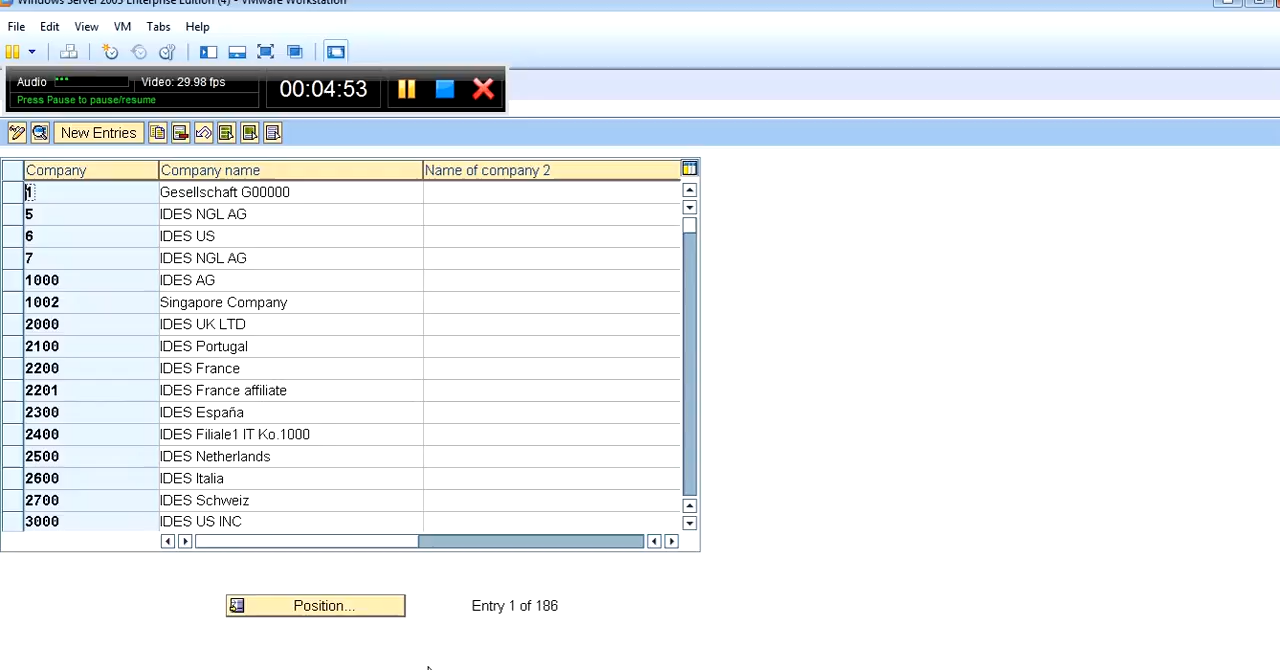 Windows Server 2003 Enterprise Edition (4) - VMware Workstation
File Edit View VM Tabs Help
Audio Video: 29.98 fps 00:04:53
Press Pause to pause/resume
New Entries
Company Company name Name of company 2
1 Gesellschaft G00000
5 IDES NGL AG
6 IDES US
7 IDES NGL AG
1000 IDES AG
1002 Singapore Company
2000 IDES UK LTD
2100 IDES Portugal
2200 IDES France
2201 IDES France affiliate
2300 IDES España
2400 IDES Filiale1 IT Ko.1000
2500 IDES Netherlands
2600 IDES Italia
2700 IDES Schweiz
3000 IDES US INC
Position... Entry 1 of 186